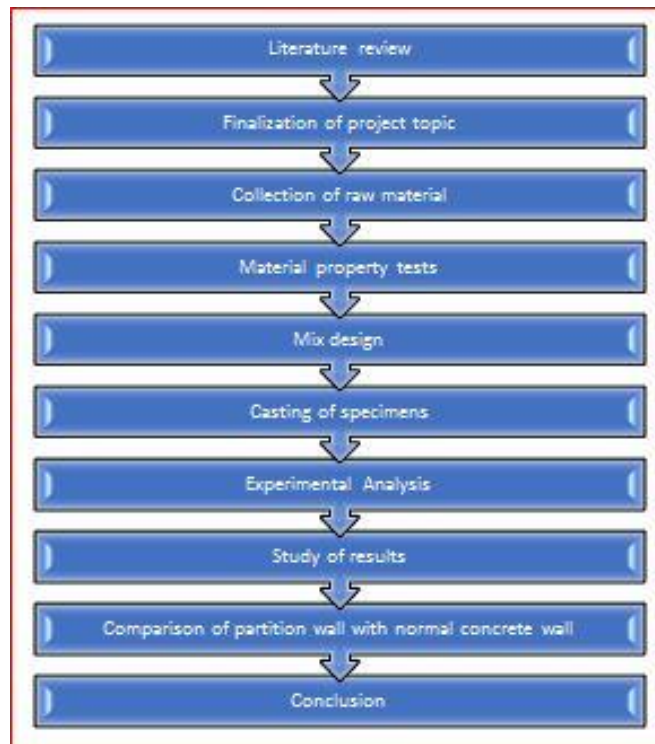 Literature review
Finalization of project topic
Collection of raw material
Material property tests
Mix design
Casting of specimens
Experimental Analysis
Study of results
Comparison of partition wall with normal concrete wall
Conclusion